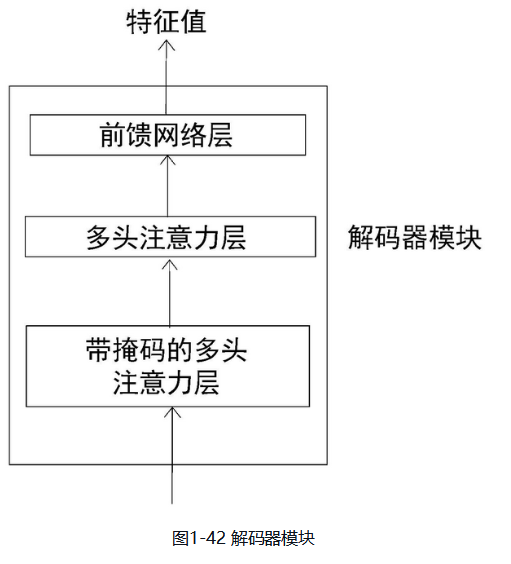 特征值
前馈网络层
多头注意力层
解码器模块
带掩码的多头
注意力层
图1-42 解码器模块